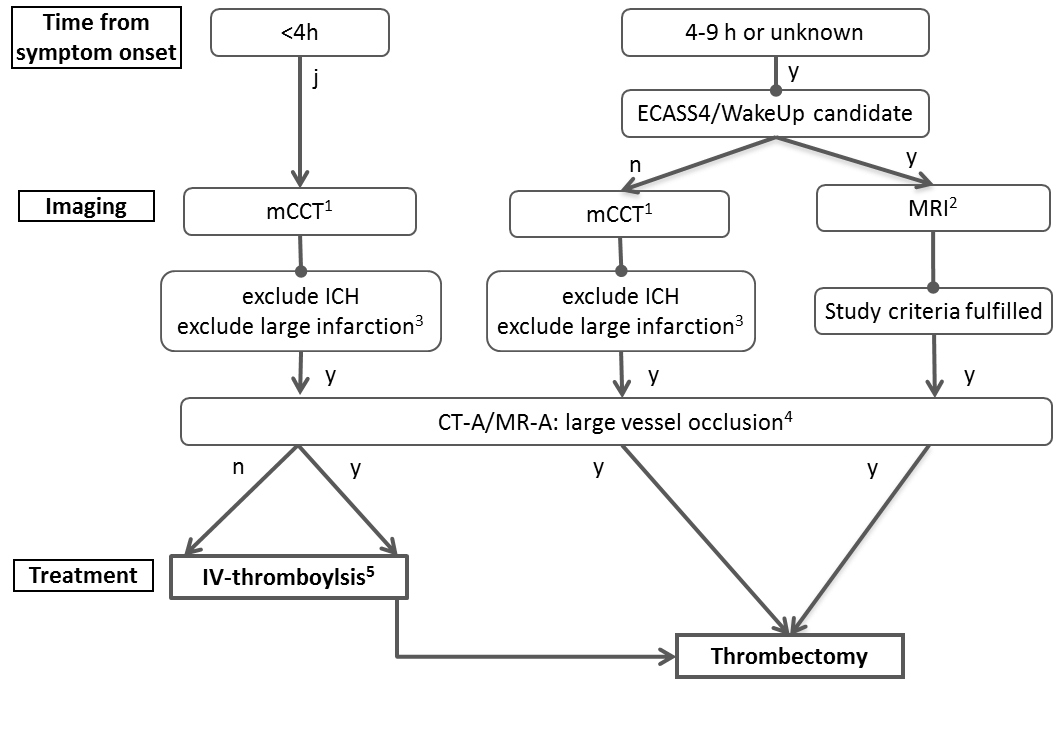 Time from
symptom onset
<4h
4-9 h or unknown
j
y
ECASS4/WakeUp candidate
n
y
Imaging
mCCT¹
mCCT¹
MRI²
exclude ICH
exclude large infarction³
exclude ICH
exclude large infarction³
Study criteria fulfilled
y
y
y
CT-A/MR-A: large vessel occlusion⁴
n
y
y
y
Treatment
IV-thromboylsis⁵
Thrombectomy